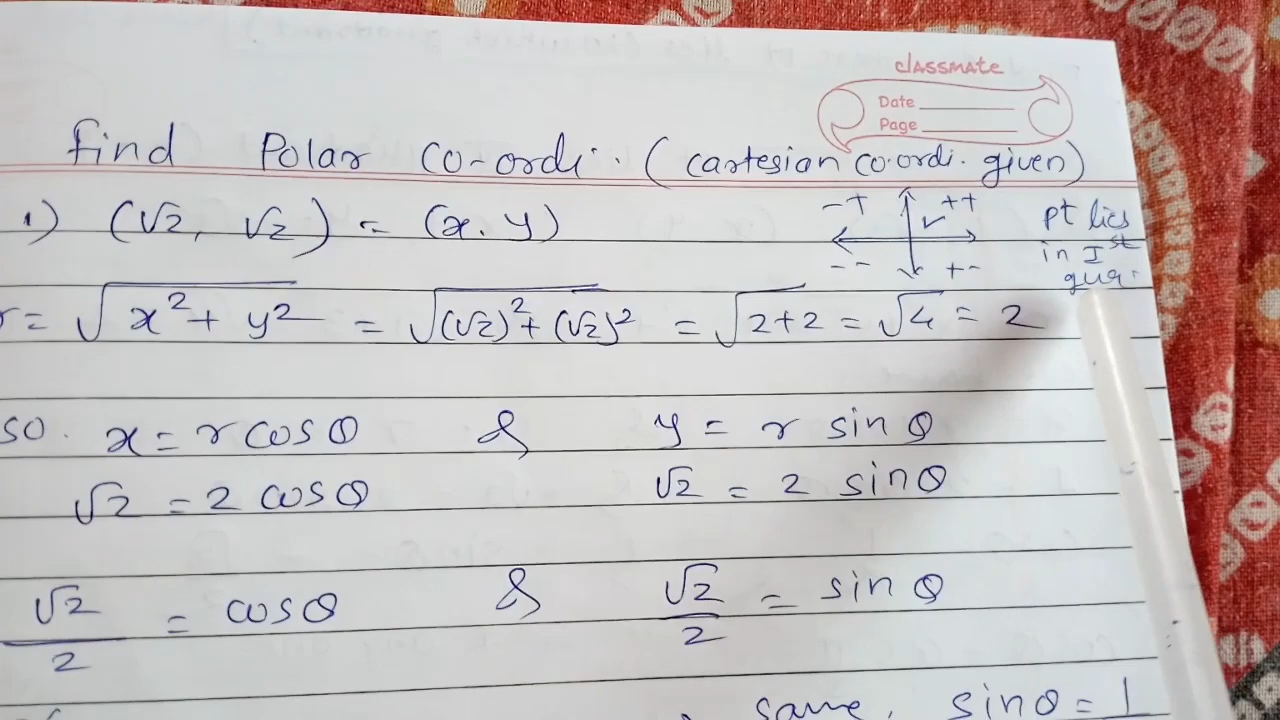 classmate
Date
Page
find Polar co-ordi. (cartesian co.ordi. given)
1) (√2, √2) = (x, y)
-+ ++
-- +-
pt lies
in Ist
qua.
r = √x²+ y² = √(√2)²+ (√2)² = √2+2 = √4 = 2
so. x = r cos θ & y = r sin θ
√2 = 2 cos θ √2 = 2 sin θ
√2/2 = cos θ & √2/2 = sin θ
same, sin θ = 1